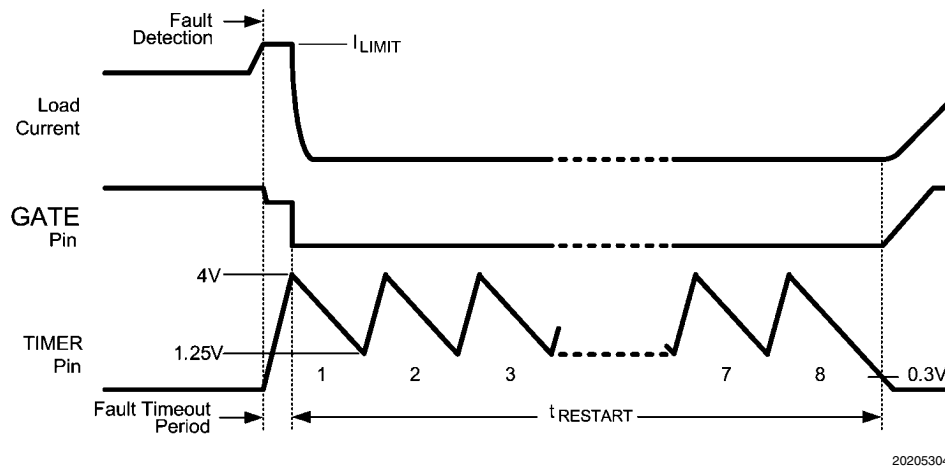 Fault
Detection
ILIMIT
Load
Current
GATE
Pin
4V
TIMER
Pin
1.25V
1
2
3
7
8
0.3V
Fault Timeout
Period
t RESTART
20205304